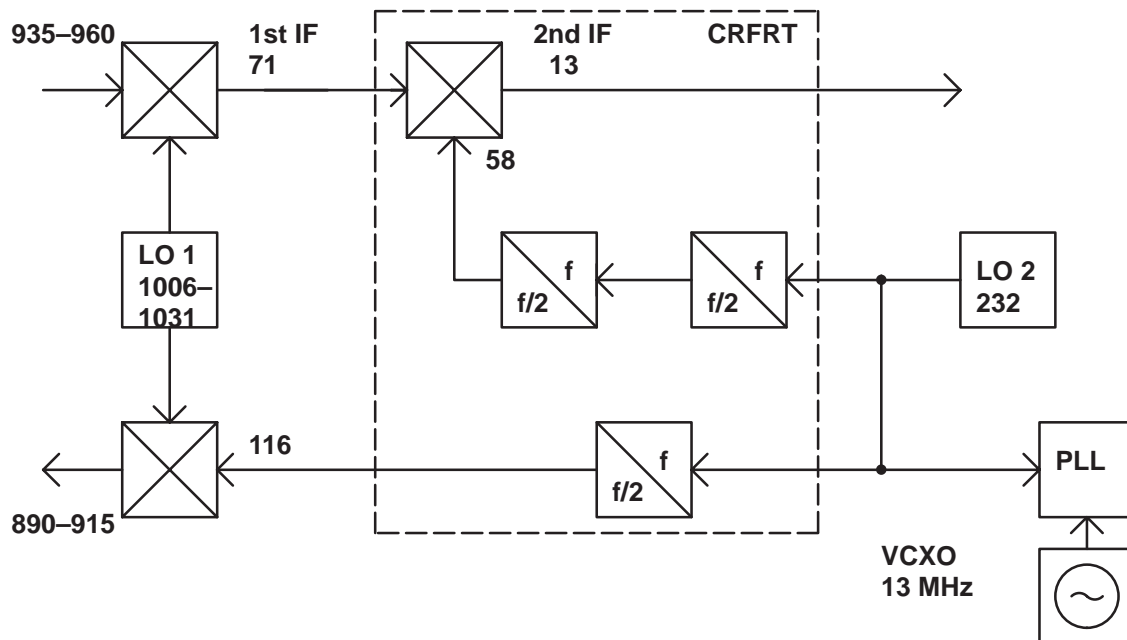 935–960
1st IF
71
2nd IF
13
CRFRT
58
LO 1
1006–
1031
f
f/2
f
f/2
LO 2
232
116
f
f/2
PLL
890–915
VCXO
13 MHz